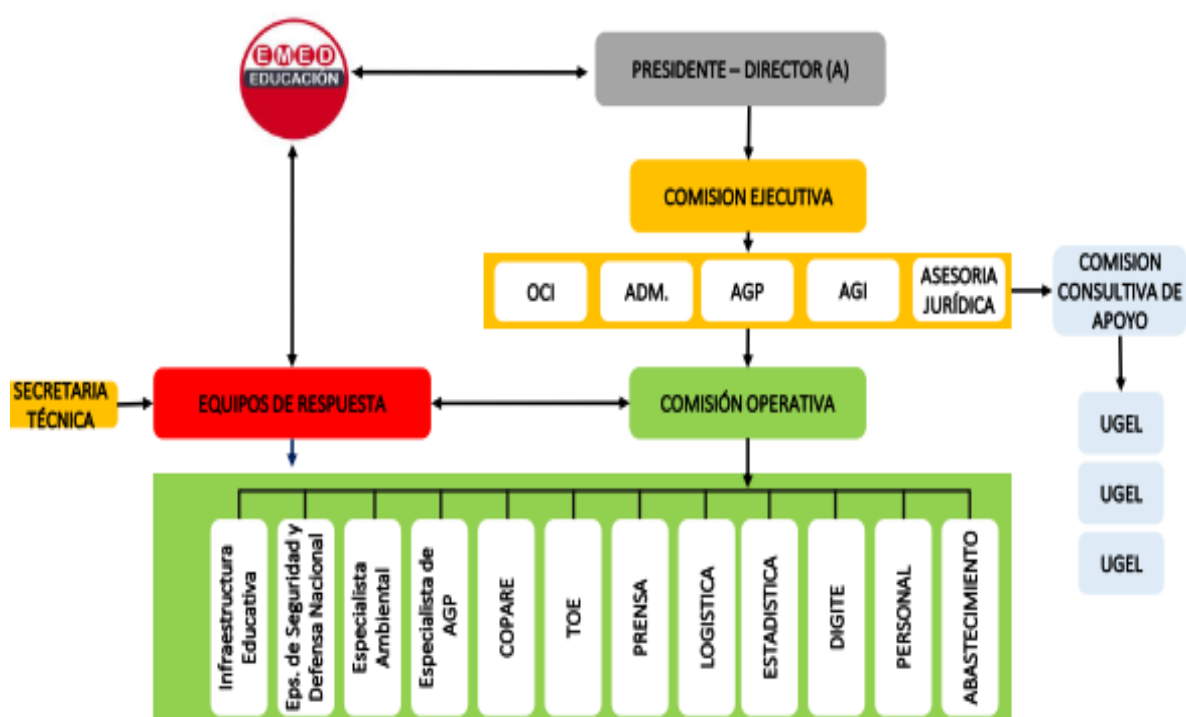 EMED
EDUCACIÓN
PRESIDENTE – DIRECTOR (A)
COMISION EJECUTIVA
OCI
ADM.
AGP
AGI
ASESORIA
JURÍDICA
COMISION
CONSULTIVA DE
APOYO
SECRETARIA
TÉCNICA
EQUIPOS DE RESPUESTA
COMISIÓN OPERATIVA
UGEL
UGEL
UGEL
Infraestructura
Educativa
Eps. de Seguridad y
Defensa Nacional
Especialista
Ambiental
Especialista de
AGP
COPARE
TOE
PRENSA
LOGISTICA
ESTADISTICA
DIGITE
PERSONAL
ABASTECIMIENTO